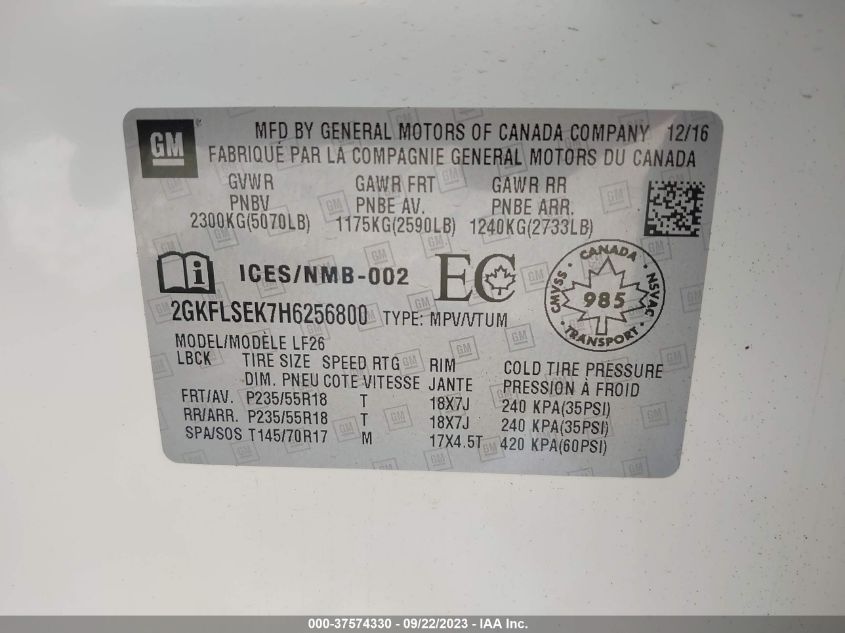 GM MFD BY GENERAL MOTORS OF CANADA COMPANY 12/16
FABRIQUÉ PAR LA COMPAGNIE GENERAL MOTORS DU CANADA
GVWR GAWR FRT GAWR RR
PNBV PNBE AV. PNBE ARR.
2300KG(5070LB) 1175KG(2590LB) 1240KG(2733LB)
ICES/NMB-002 EC
CANADA
CMVSS 985 NSVAC
TRANSPORT
2GKFLSEK7H6256800 TYPE: MPV/VTUM
MODEL/MODÈLE LF26
LBCK TIRE SIZE SPEED RTG RIM COLD TIRE PRESSURE
DIM. PNEU COTE VITESSE JANTE PRESSION À FROID
FRT/AV. P235/55R18 T 18X7J 240 KPA(35PSI)
RR/ARR. P235/55R18 T 18X7J 240 KPA(35PSI)
SPA/SOS T145/70R17 M 17X4.5T 420 KPA(60PSI)
000-37574330 - 09/22/2023 - IAA Inc.